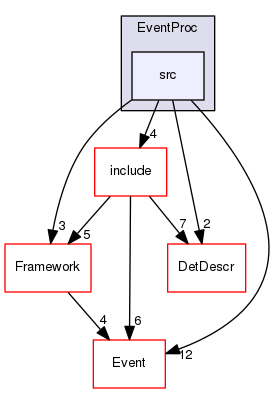 EventProc
src
4
include
3
5
7
2
Framework
DetDescr
4
6
Event
12